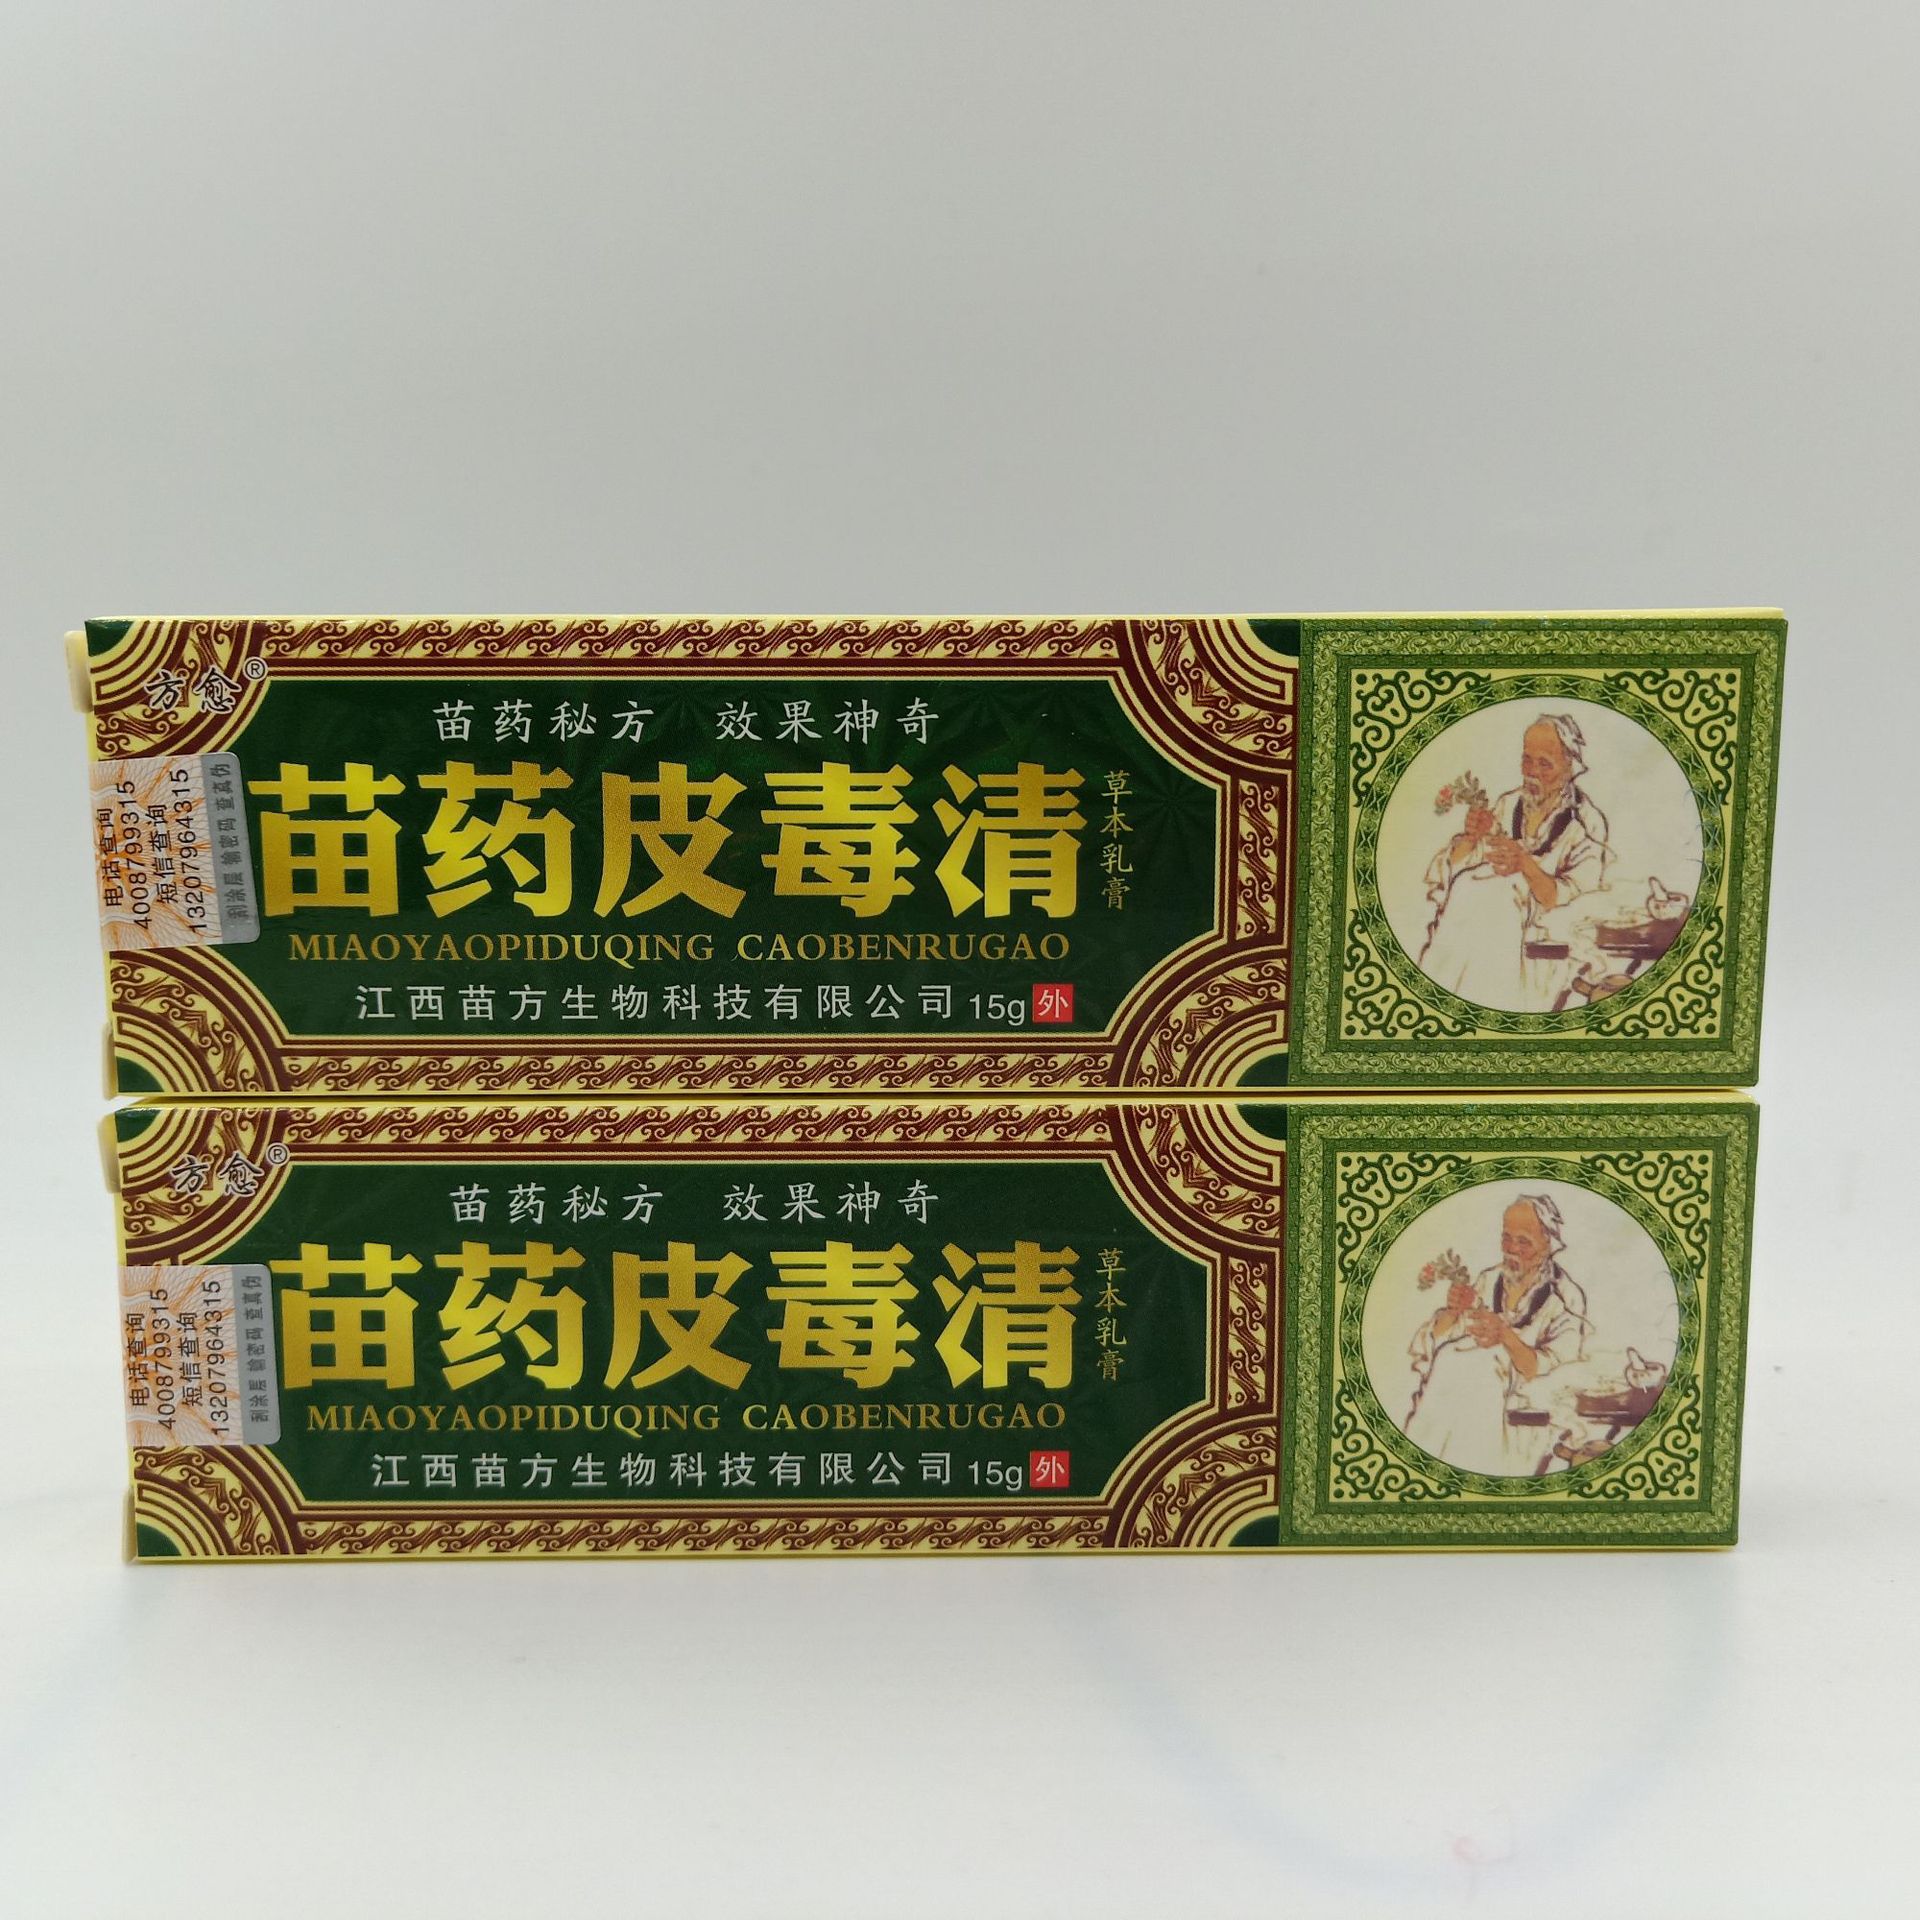 方愈®
苗药秘方 效果神奇
苗药皮毒清
草本乳膏
MIAOYAOPIDUQING CAOBENRUGAO
江西苗方生物科技有限公司 15g 外
电话查询
4008799315
短信查询
13207964315
刮涂层 输密码 查真伪
方愈®
苗药秘方 效果神奇
苗药皮毒清
草本乳膏
MIAOYAOPIDUQING CAOBENRUGAO
江西苗方生物科技有限公司 15g 外
电话查询
4008799315
短信查询
13207964315
刮涂层 输密码 查真伪